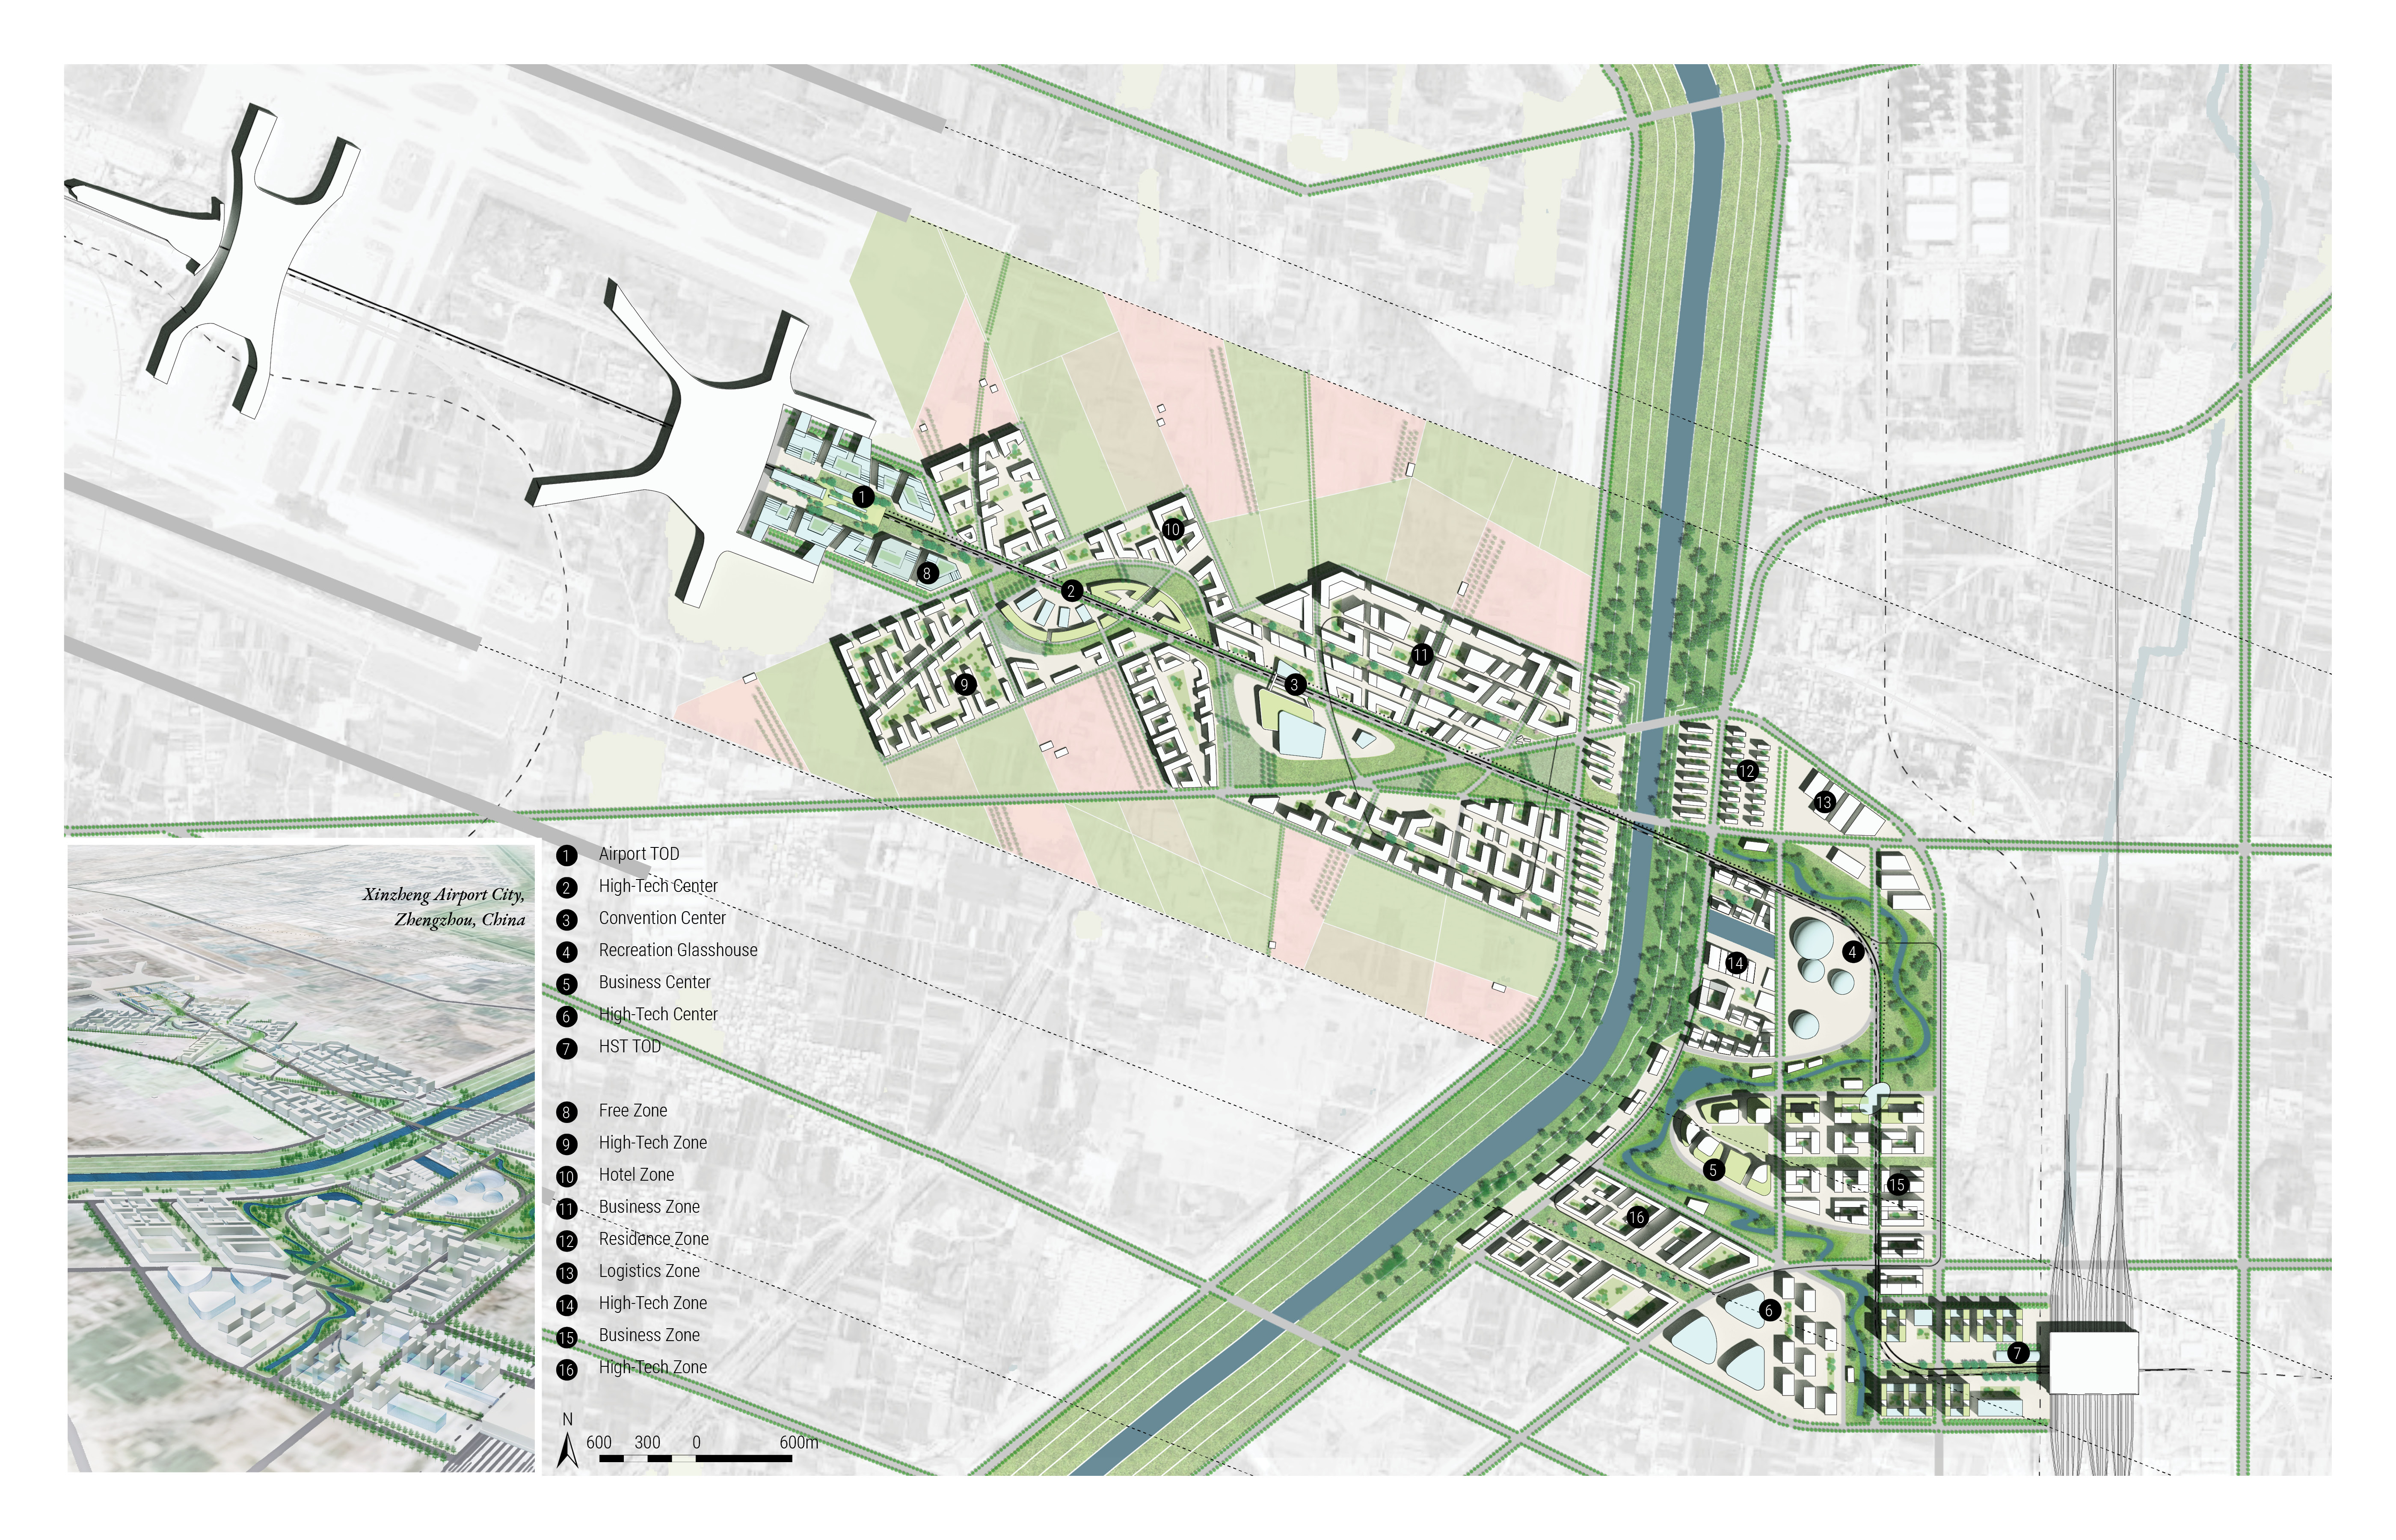 1
2
3
4
5
6
7
8
9
10
11
12
13
14
15
16
Xinzheng Airport City,
Zhengzhou, China
1 Airport TOD
2 High-Tech Center
3 Convention Center
4 Recreation Glasshouse
5 Business Center
6 High-Tech Center
7 HST TOD
8 Free Zone
9 High-Tech Zone
10 Hotel Zone
11 Business Zone
12 Residence Zone
13 Logistics Zone
14 High-Tech Zone
15 Business Zone
16 High-Tech Zone
N
600 300 0 600m